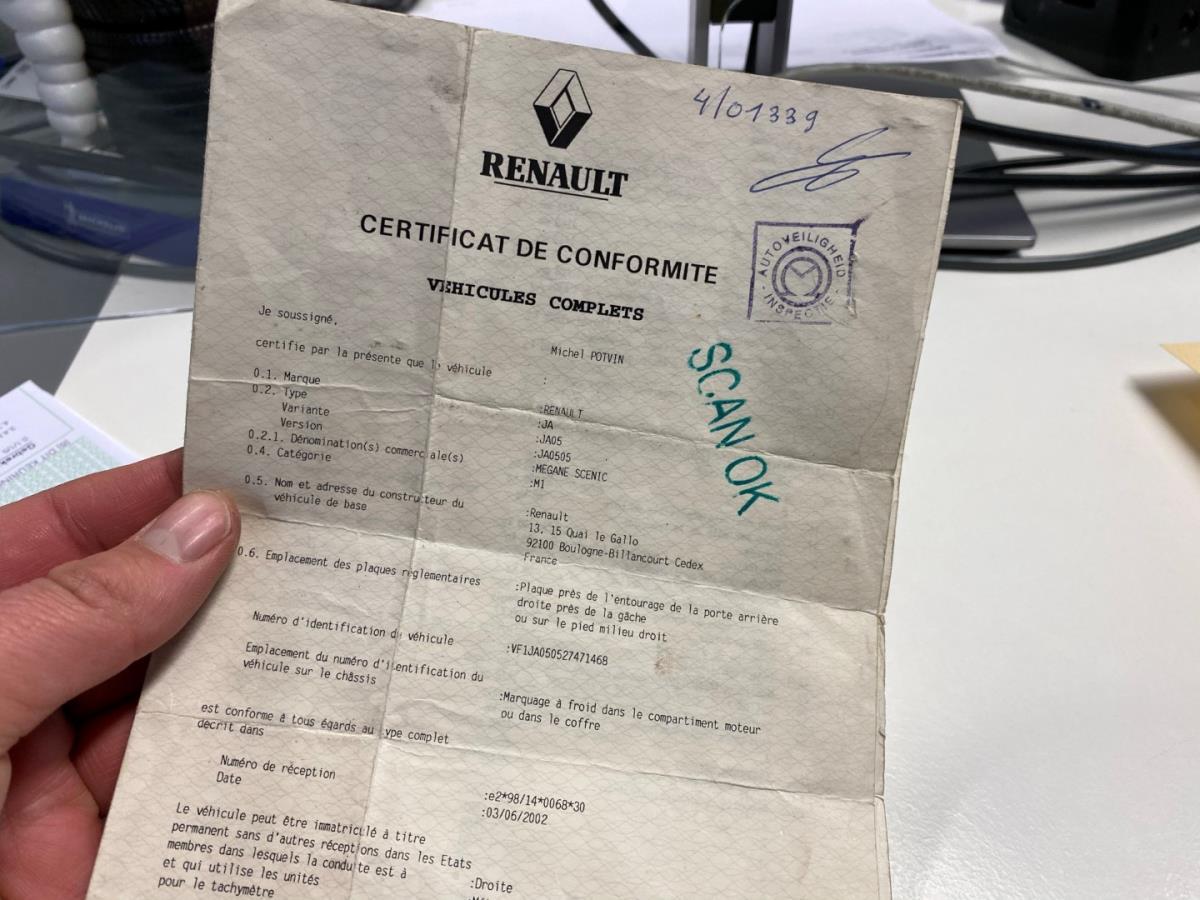 4/01339
RENAULT
CERTIFICAT DE CONFORMITE
VEHICULES COMPLETS
AUTOVEILIGHEID
INSPECTIE
SCAN OK
Je soussigné,
Michel POTVIN
certifie par la présente que le véhicule :
0.1. Marque :RENAULT
0.2. Type :JA
Variante :JA05
Version :JA0505
0.2.1. Dénomination(s) commerciale(s) :MEGANE SCENIC
0.4. Catégorie :M1
0.5. Nom et adresse du constructeur du :Renault
véhicule de base 13, 15 Quai le Gallo
92100 Boulogne-Billancourt Cedex
France
0.6. Emplacement des plaques réglementaires :Plaque près de l'entourage de la porte arrière
droite près de la gâche
ou sur le pied milieu droit
Numéro d'identification du véhicule :VF1JA050527471468
Emplacement du numéro d'identification du :Marquage à froid dans le compartiment moteur
véhicule sur le châssis ou dans le coffre
est conforme à tous égards au type complet
décrit dans
Numéro de réception :e2*98/14*0068*30
Date :03/06/2002
Le véhicule peut être immatriculé à titre
permanent sans d'autres réceptions dans les Etats
membres dans lesquels la conduite est à :Droite
et qui utilise les unités
pour le tachymètre